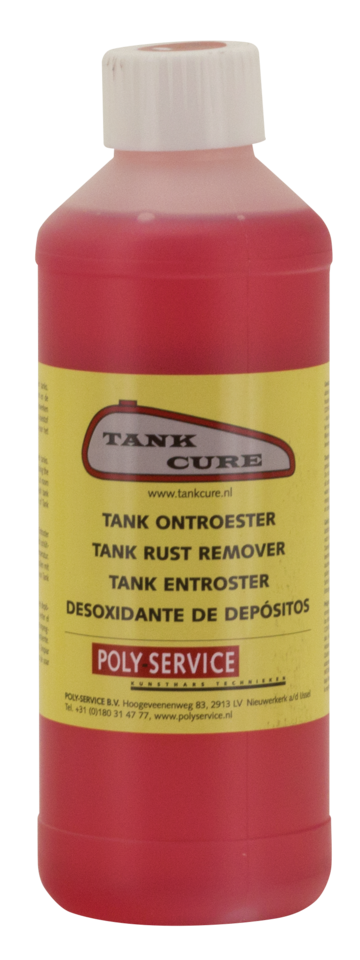 TANK
CURE
www.tankcure.nl
TANK ONTROESTER
TANK RUST REMOVER
TANK ENTROSTER
DESOXIDANTE DE DEPÓSITOS
POLY-SERVICE
KUNSTHARS TECHNIEKEN
POLY-SERVICE B.V. Hoogeveenenweg 83, 2913 LV Nieuwerkerk a/d IJssel
Tel. +31 (0)180 31 47 77, www.polyservice.nl